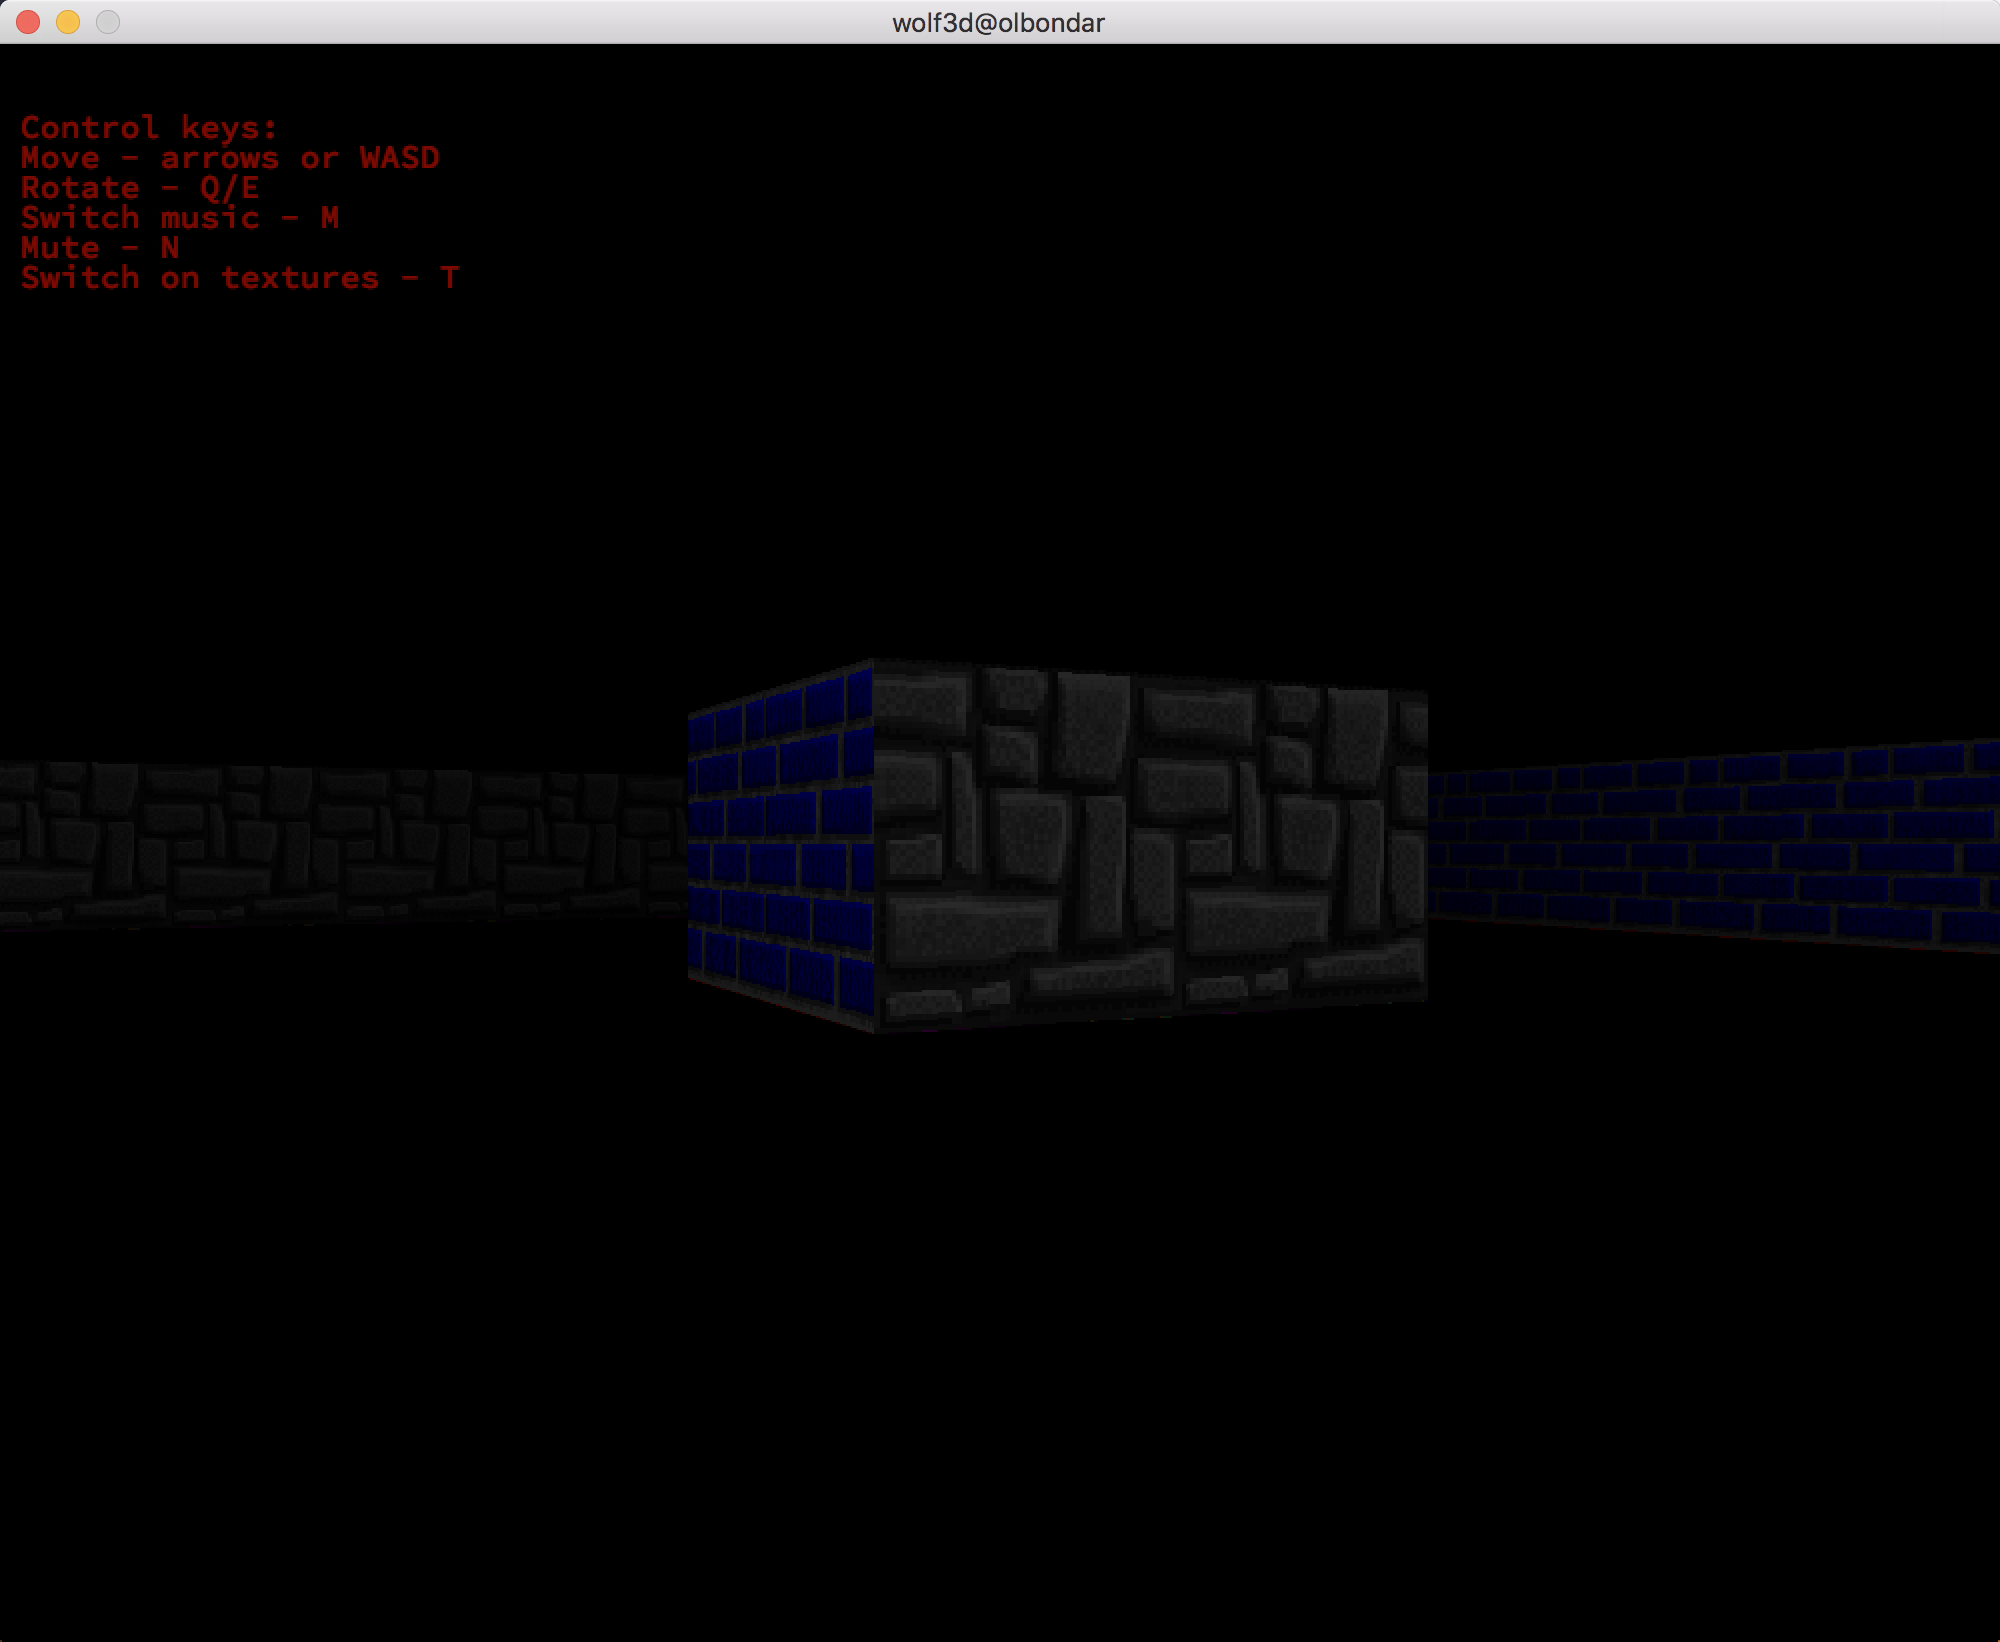 wolf3d@olbondar
Control keys:
Move - arrows or WASD
Rotate - Q/E
Switch music - M
Mute - N
Switch on textures - T